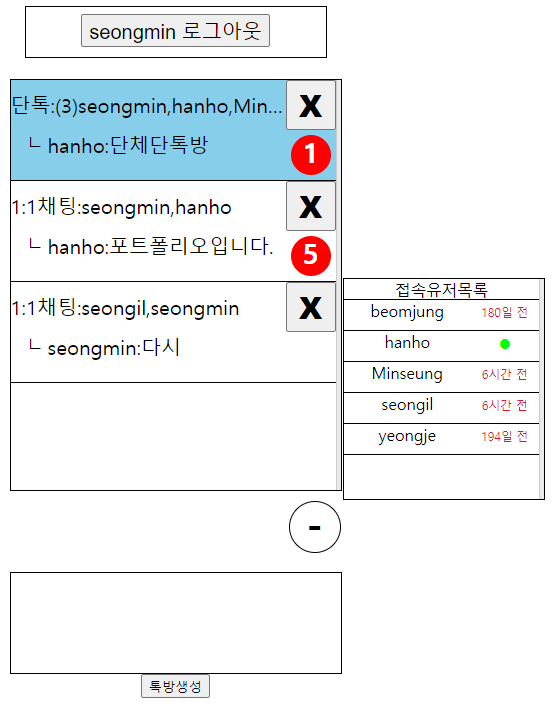 seongmin 로그아웃
단톡:(3)seongmin,hanho,Min...
X
ㄴ hanho:단체단톡방
1
1:1채팅:seongmin,hanho
X
ㄴ hanho:포트폴리오입니다.
5
1:1채팅:seongil,seongmin
X
ㄴ seongmin:다시
접속유저목록
beomjung 180일 전
hanho
Minseung 6시간 전
seongil 6시간 전
yeongje 194일 전
-
톡방생성